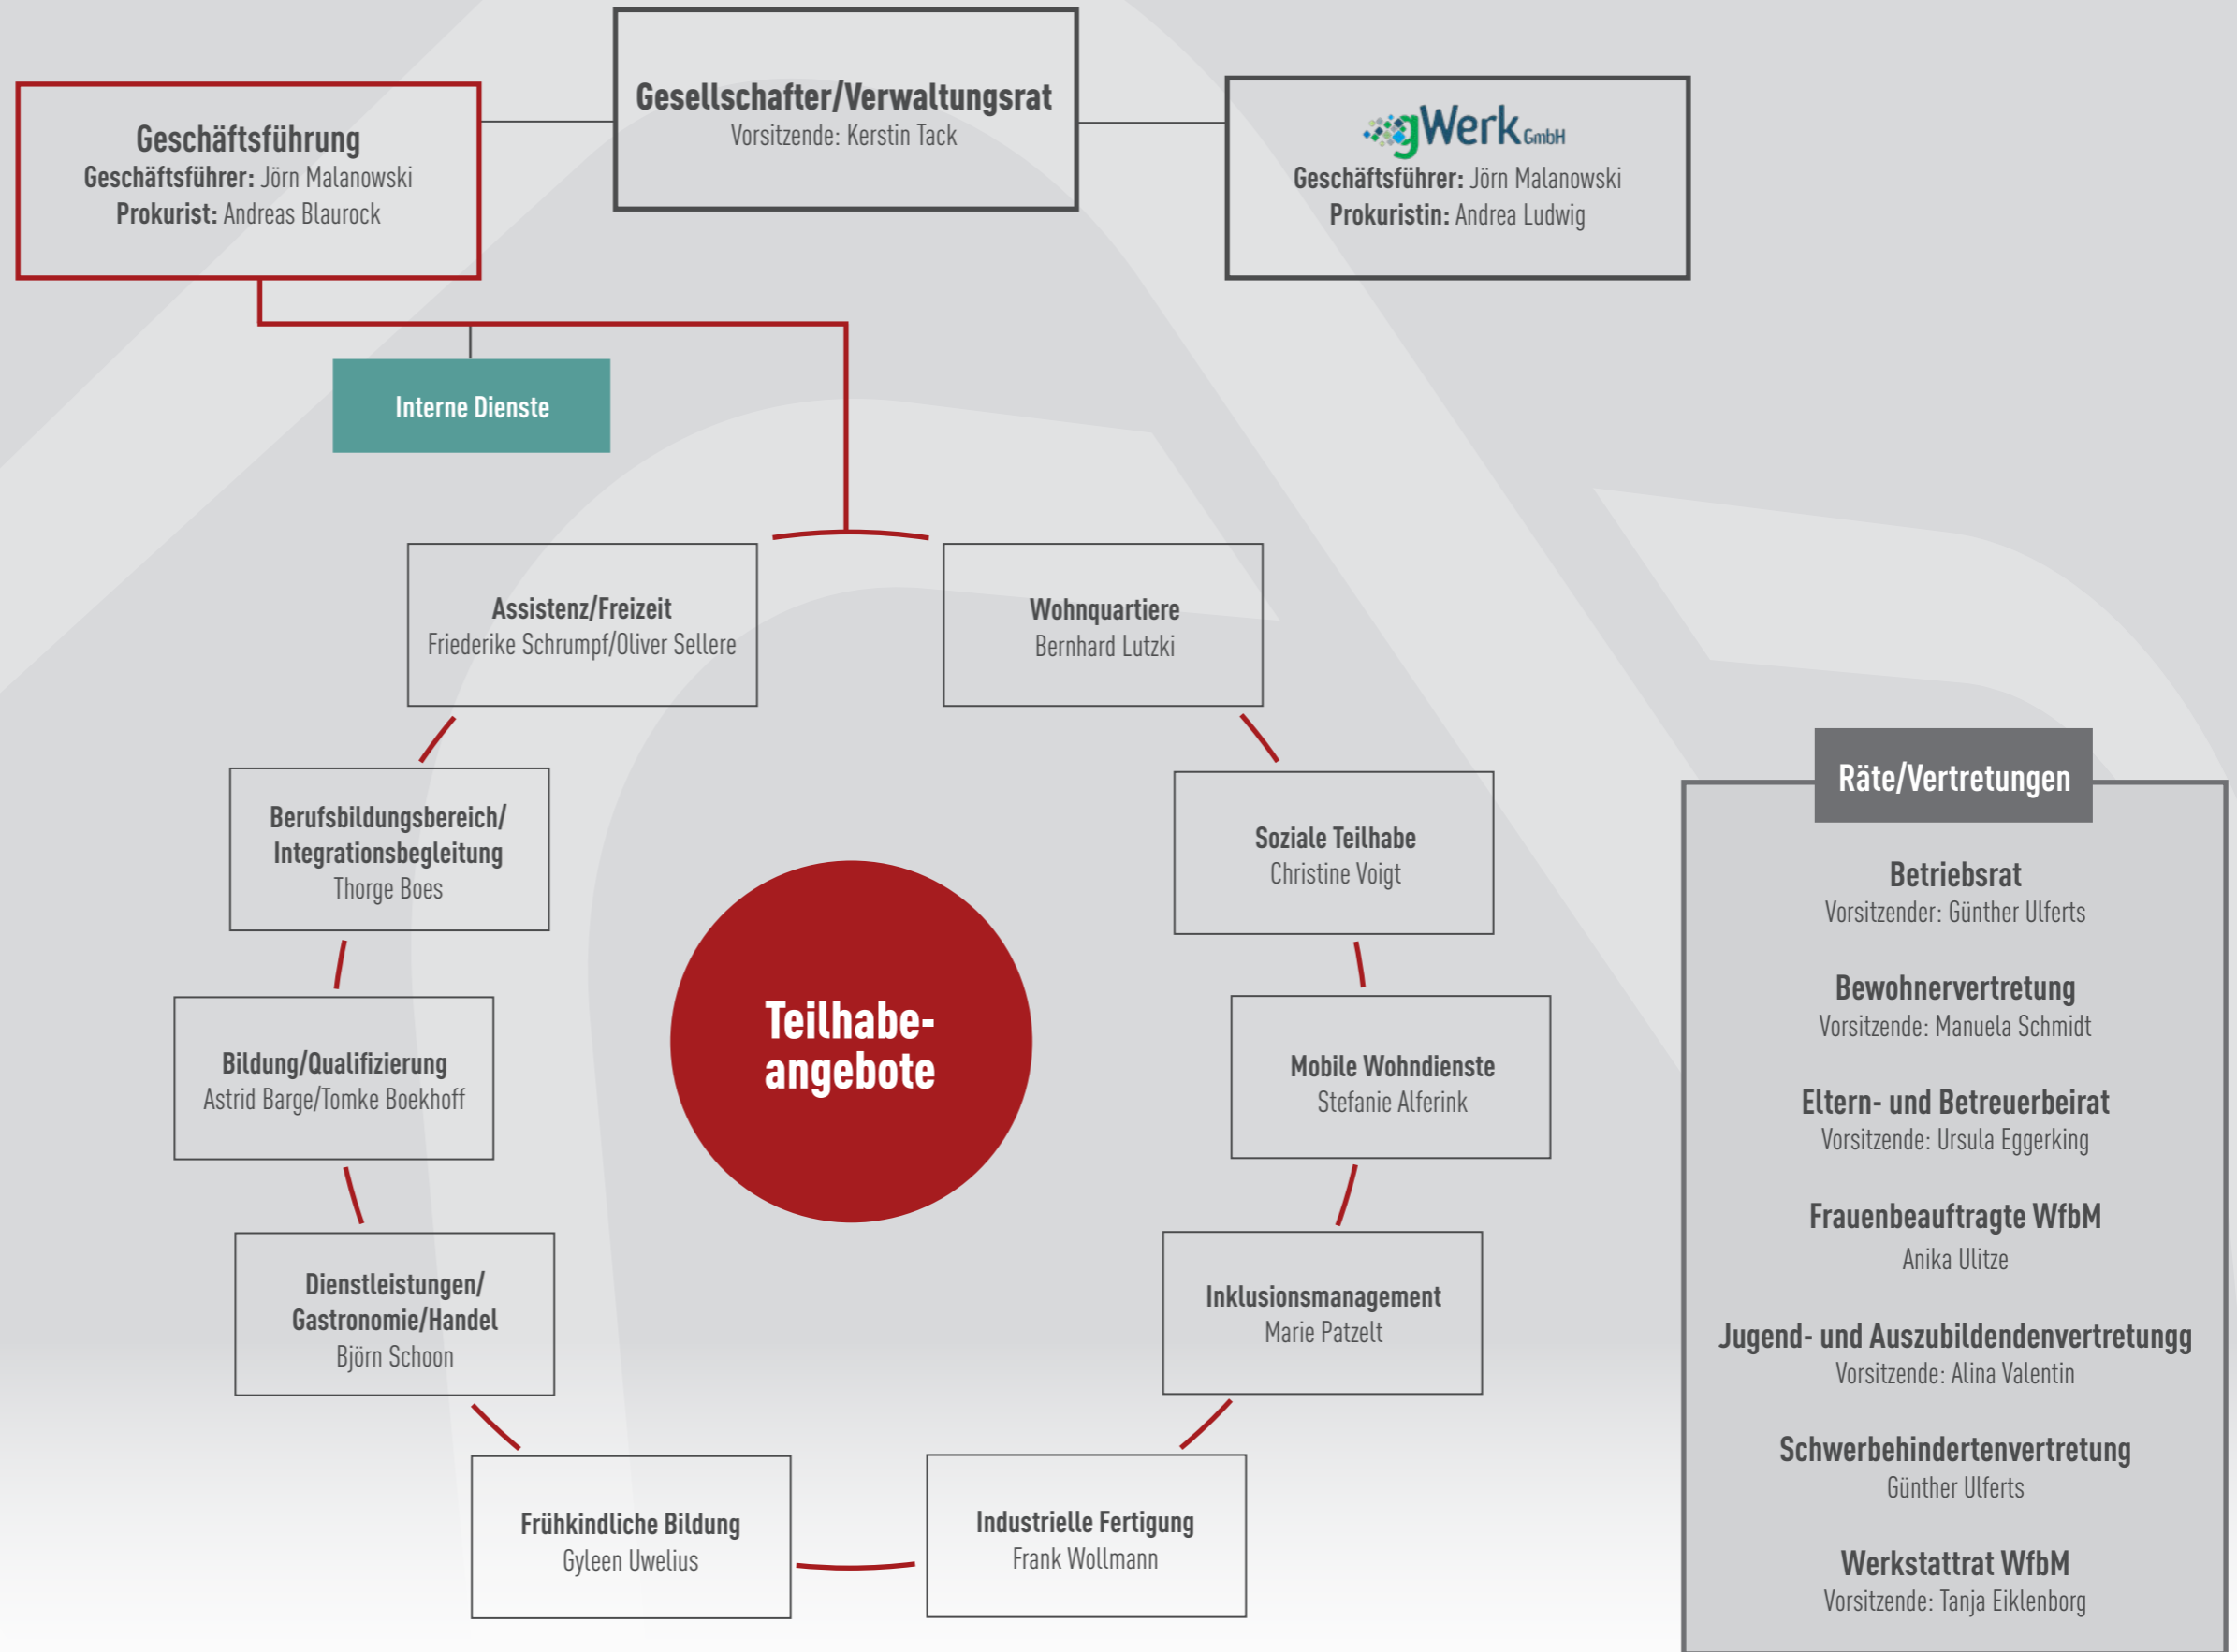 Gesellschafter/Verwaltungsrat
Vorsitzende: Kerstin Tack
Geschäftsführung
Geschäftsführer: Jörn Malanowski
Prokurist: Andreas Blaurock
gWerk GmbH
Geschäftsführer: Jörn Malanowski
Prokuristin: Andrea Ludwig
Interne Dienste
Assistenz/Freizeit
Friederike Schrumpf/Oliver Sellere
Wohnquartiere
Bernhard Lutzki
Berufsbildungsbereich/
Integrationsbegleitung
Thorge Boes
Soziale Teilhabe
Christine Voigt
Bildung/Qualifizierung
Astrid Barge/Tomke Boekhoff
Teilhabe-
angebote
Mobile Wohndienste
Stefanie Alferink
Dienstleistungen/
Gastronomie/Handel
Björn Schoon
Inklusionsmanagement
Marie Patzelt
Frühkindliche Bildung
Gyleen Uwelius
Industrielle Fertigung
Frank Wollmann
Räte/Vertretungen
Betriebsrat
Vorsitzender: Günther Ulferts
Bewohnervertretung
Vorsitzende: Manuela Schmidt
Eltern- und Betreuerbeirat
Vorsitzende: Ursula Eggerking
Frauenbeauftragte WfbM
Anika Ulitze
Jugend- und Auszubildendenvertretungg
Vorsitzende: Alina Valentin
Schwerbehindertenvertretung
Günther Ulferts
Werkstattrat WfbM
Vorsitzende: Tanja Eiklenborg